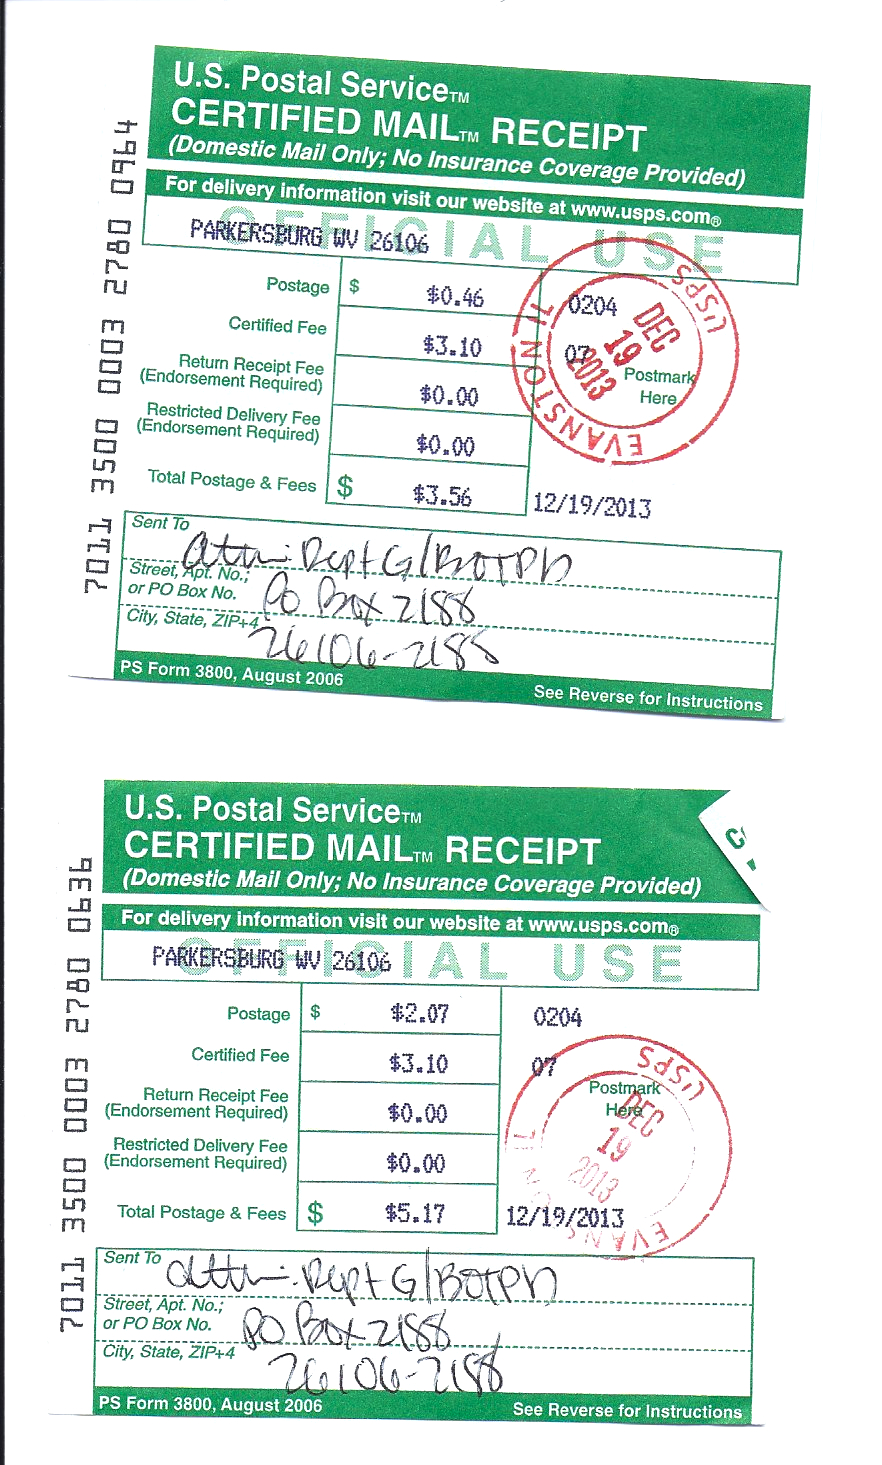 U.S. Postal Service™
CERTIFIED MAIL™ RECEIPT
(Domestic Mail Only; No Insurance Coverage Provided)
For delivery information visit our website at www.usps.com®
OFFICIAL USE
PARKERSBURG WV 26106
Postage $ $0.46 0204
Certified Fee $3.10 07
Return Receipt Fee
(Endorsement Required) $0.00
Restricted Delivery Fee
(Endorsement Required) $0.00
Total Postage & Fees $ $3.56 12/19/2013
Postmark
Here
EVANSTON IL USPS
DEC
19
2013
Sent To
attn: Dept G/BOTPD
Street, Apt. No.;
or PO Box No. PO Box 2188
City, State, ZIP+4 26106-2188
PS Form 3800, August 2006 See Reverse for Instructions
7011 3500 0003 2780 0964
U.S. Postal Service™
CERTIFIED MAIL™ RECEIPT
(Domestic Mail Only; No Insurance Coverage Provided)
For delivery information visit our website at www.usps.com®
OFFICIAL USE
PARKERSBURG WV 26106
Postage $ $2.07 0204
Certified Fee $3.10 07
Return Receipt Fee
(Endorsement Required) $0.00
Restricted Delivery Fee
(Endorsement Required) $0.00
Total Postage & Fees $ $5.17 12/19/2013
Postmark
Here
USPS
DEC
19
2013
Sent To attn: Dept G/BOTPD
Street, Apt. No.;
or PO Box No. PO Box 2188
City, State, ZIP+4 26106-2188
PS Form 3800, August 2006 See Reverse for Instructions
7011 3500 0003 2780 0636